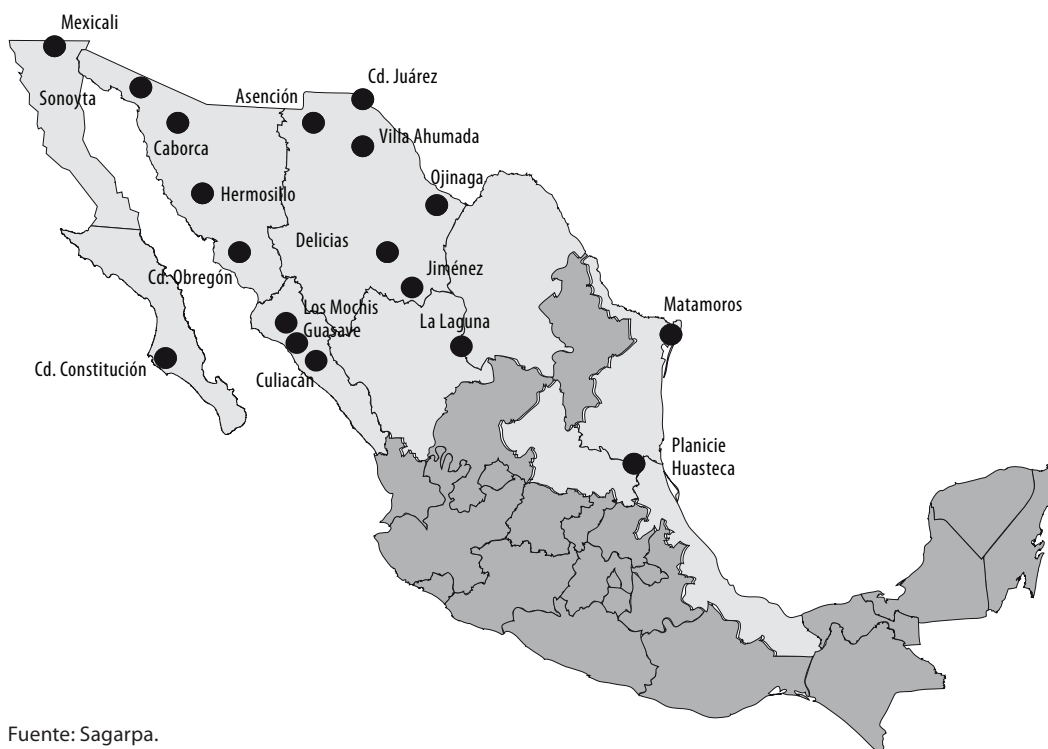 Mexicali
Cd. Juárez
Asención
Sonoyta
Villa Ahumada
Caborca
Ojinaga
Hermosillo
Delicias
Cd. Obregón
Jiménez
Los Mochis
Matamoros
La Laguna
Guasave
Cd. Constitución
Culiacán
Planicie
Huasteca
Fuente: Sagarpa.